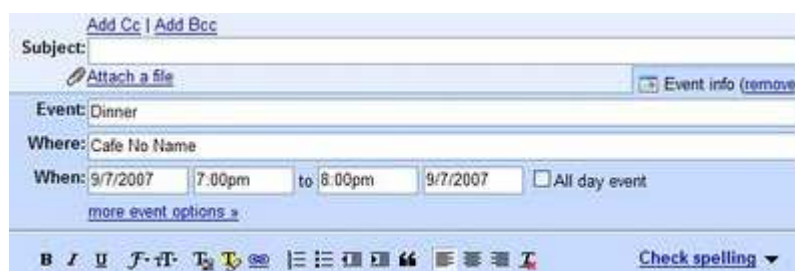 Add Cc | Add Bcc
Subject:
Attach a file
Event info (remove
Event: Dinner
Where: Cafe No Name
When: 9/7/2007 7:00pm to 8:00pm 9/7/2007 All day event
more event options »
B I U Check spelling